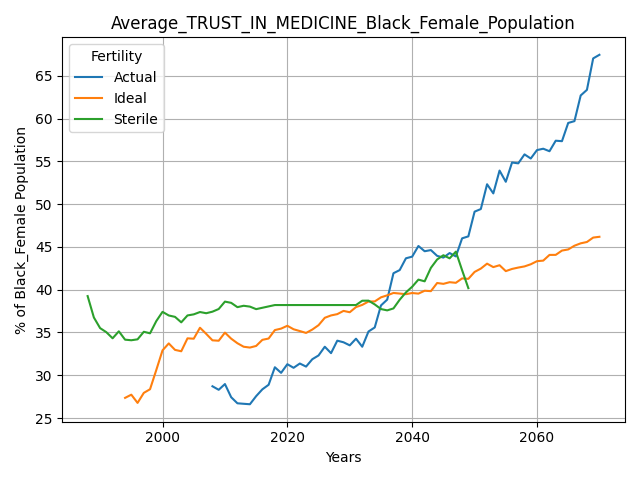 Average_TRUST_IN_MEDICINE_Black_Female_Population
Fertility
Actual
Ideal
Sterile
% of Black_Female Population
65
60
55
50
45
40
35
30
25
2000
2020
2040
2060
Years